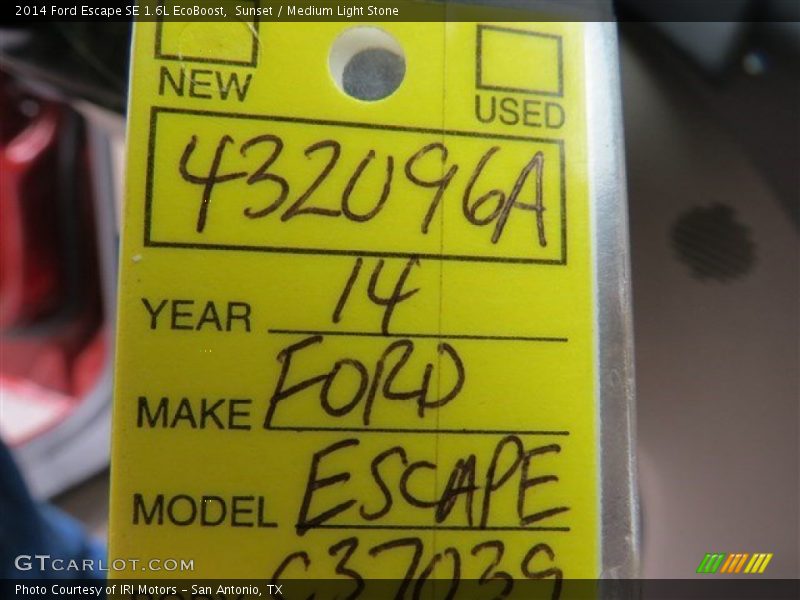 2014 Ford Escape SE 1.6L EcoBoost, Sunset / Medium Light Stone
NEW
USED
432096A
YEAR 14
MAKE FORD
MODEL ESCAPE
C37039
GTCARLOT.COM
Photo Courtesy of IRI Motors – San Antonio, TX